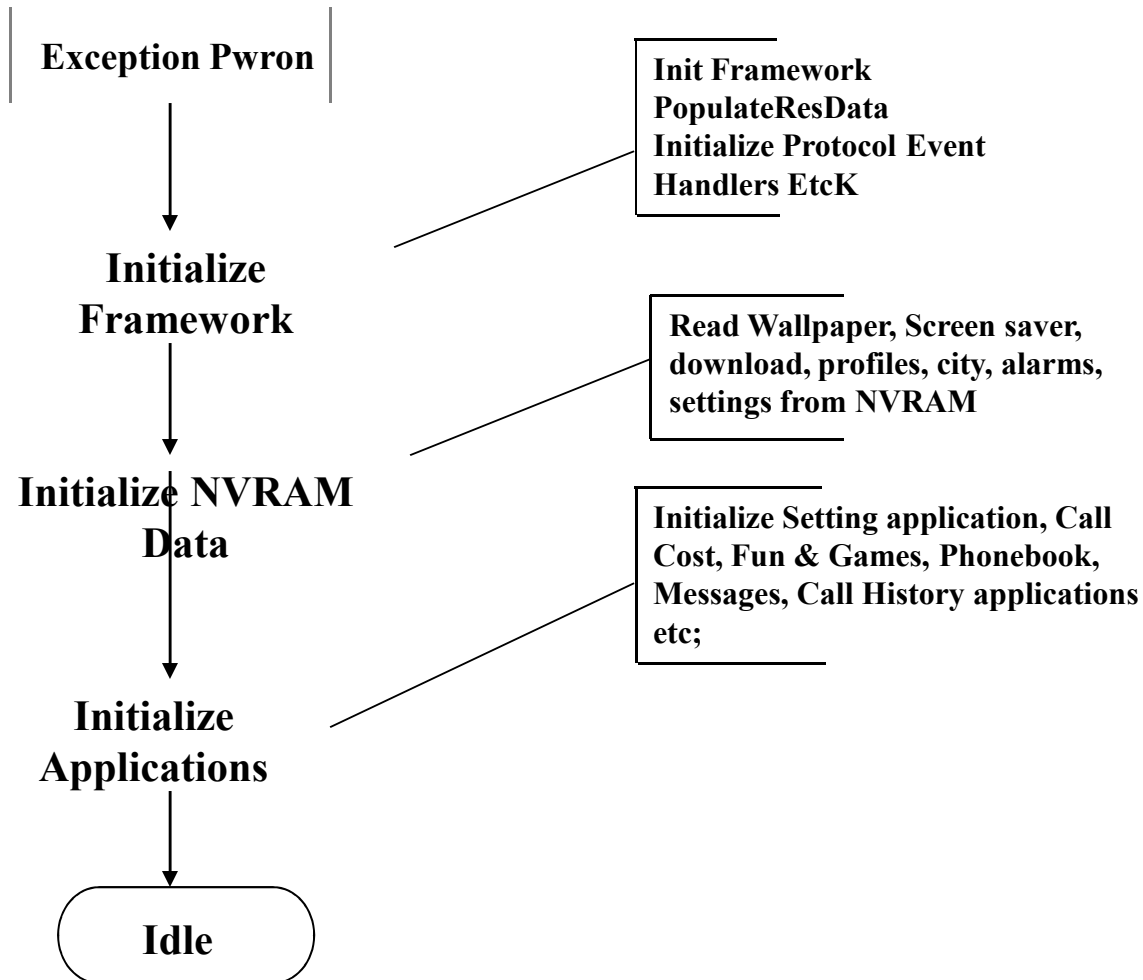 Exception Pwron
Init Framework
PopulateResData
Initialize Protocol Event
Handlers EtcK
Initialize
Framework
Read Wallpaper, Screen saver,
download, profiles, city, alarms,
settings from NVRAM
Initialize NVRAM
Data
Initialize Setting application, Call
Cost, Fun & Games, Phonebook,
Messages, Call History applications
etc;
Initialize
Applications
Idle